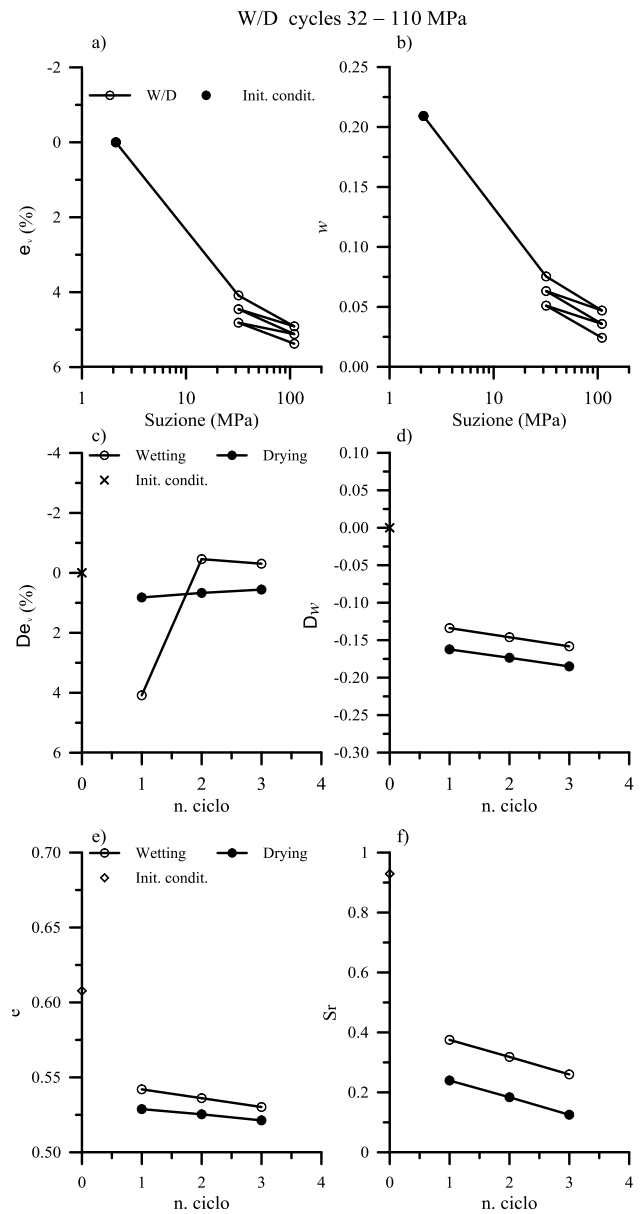 W/D cycles 32 – 110 MPa
a)
b)
-2
0
2
4
6
W/D
Init. condit.
eᵥ (%)
1
10
100
Suzione (MPa)
0.25
0.20
0.15
0.10
0.05
0.00
w
1
10
100
Suzione (MPa)
c)
d)
-4
-2
0
2
4
6
Wetting
Drying
Init. condit.
Deᵥ (%)
0
1
2
3
4
n. ciclo
0.10
0.05
0.00
-0.05
-0.10
-0.15
-0.20
-0.25
-0.30
Dw
0
1
2
3
4
n. ciclo
e)
f)
0.70
0.65
0.60
0.55
0.50
Wetting
Drying
Init. condit.
e
0
1
2
3
4
n. ciclo
1
0.8
0.6
0.4
0.2
0
Sr
0
1
2
3
4
n. ciclo